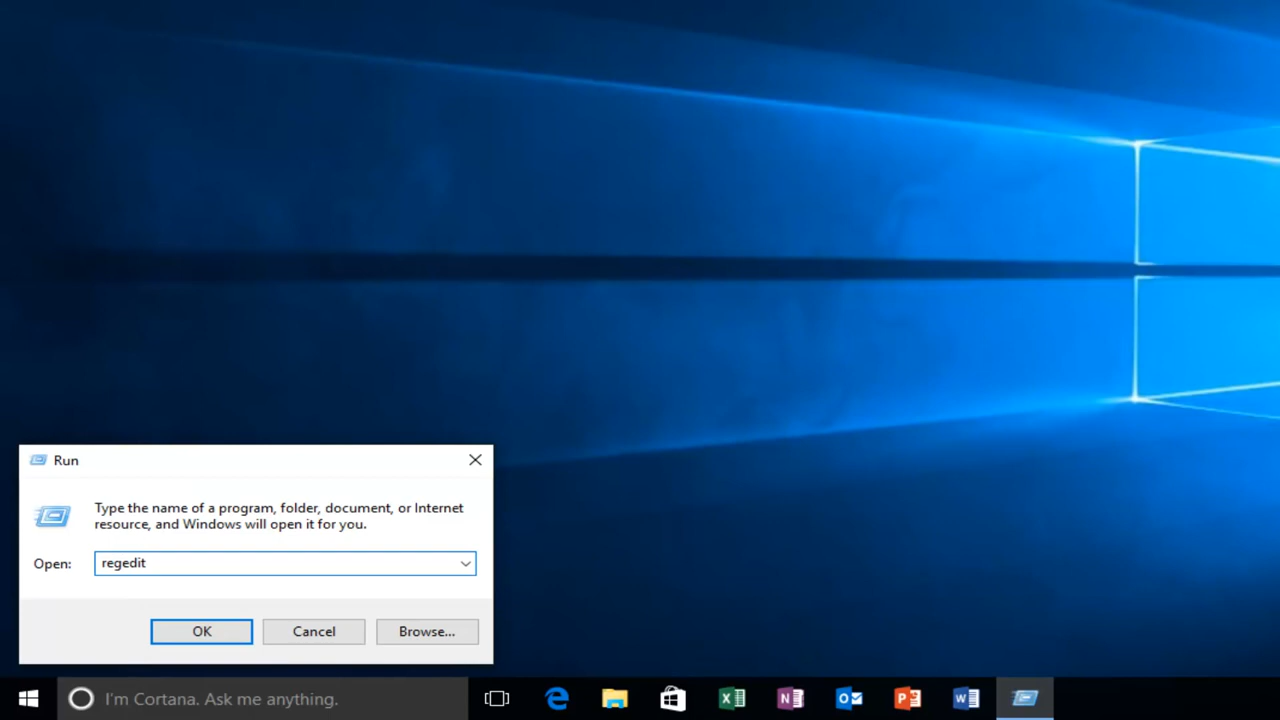 Run
Type the name of a program, folder, document, or Internet
resource, and Windows will open it for you.
Open: regedit
OK Cancel Browse...
I'm Cortana. Ask me anything.